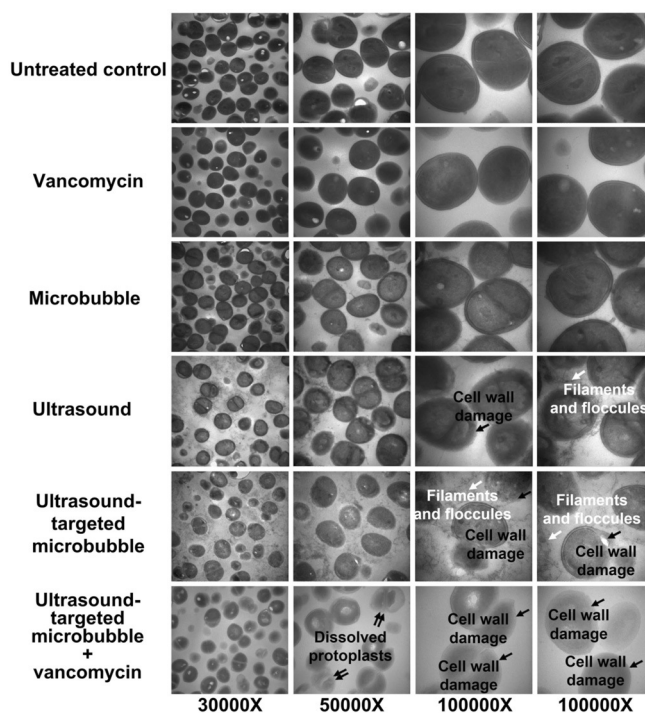 Untreated control
Vancomycin
Microbubble
Ultrasound
Cell wall
damage
Filaments
and floccules
Ultrasound-
targeted
microbubble
Filaments
and floccules
Cell wall
damage
Filaments
and floccules
Cell wall
damage
Ultrasound-
targeted
microbubble
+
vancomycin
Dissolved
protoplasts
Cell wall
damage
Cell wall
damage
Cell wall
damage
Cell wall
damage
30000X 50000X 100000X 100000X